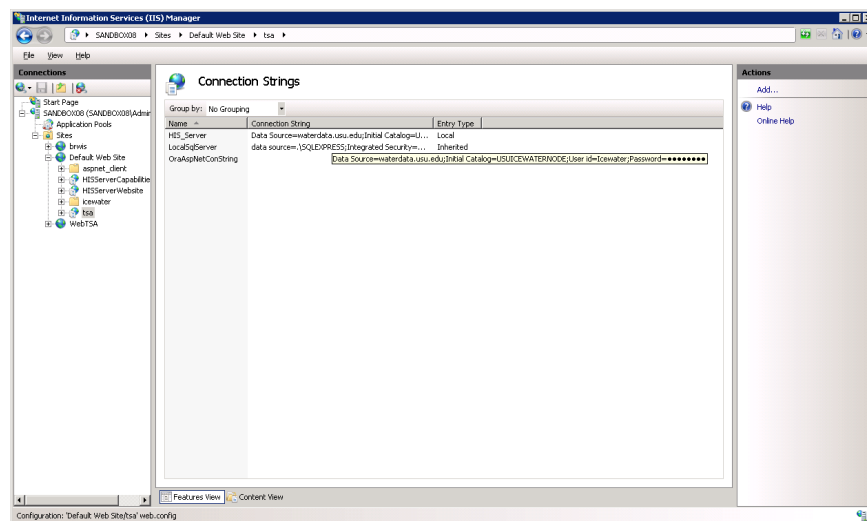 Internet Information Services (IIS) Manager
SANDBOX08 Sites Default Web Site tsa
File View Help
Connections
Start Page
SANDBOX08 (SANDBOX08\Admir
Application Pools
Sites
brwis
Default Web Site
aspnet_client
HISServerCapabilitie
HISServerWebsite
icewater
tsa
WebTSA
Connection Strings
Group by: No Grouping
Name Connection String Entry Type
HIS_Server Data Source=waterdata.usu.edu;Initial Catalog=U... Local
LocalSqlServer data source=.\SQLEXPRESS;Integrated Security=... Inherited
OraAspNetConString
Data Source=waterdata.usu.edu;Initial Catalog=USUICEWATERNODE;User id=Icewater;Password=●●●●●●●●
Features View Content View
Actions
Add...
Help
Online Help
Configuration: 'Default Web Site/tsa' web.config